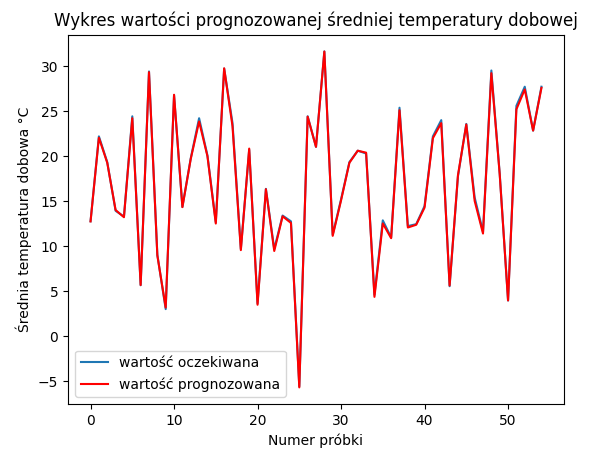 Wykres wartości prognozowanej średniej temperatury dobowej
Średnia temperatura dobowa °C
30
25
20
15
10
5
0
−5
wartość oczekiwana
wartość prognozowana
0 10 20 30 40 50
Numer próbki